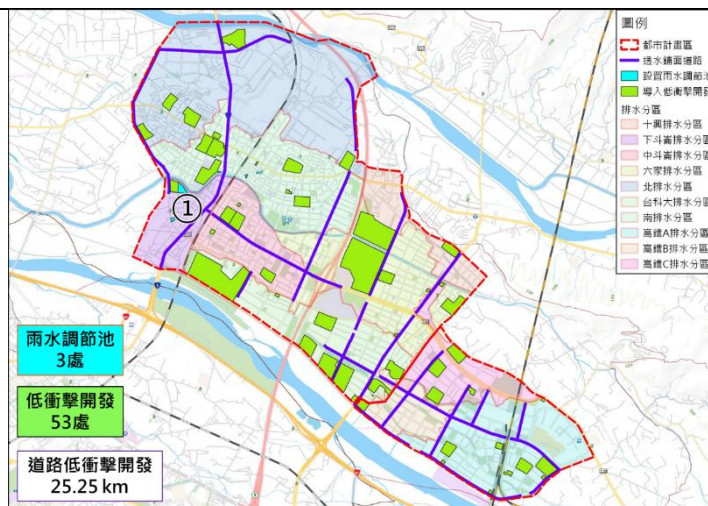 圖例
都市計畫區
透水鋪面道路
設置雨水調節池
導入低衝擊開發
排水分區
十興排水分區
下斗崙排水分區
中斗崙排水分區
六家排水分區
北排水分區
台科大排水分區
南排水分區
高鐵A排水分區
高鐵B排水分區
高鐵C排水分區
①
雨水調節池
3處
低衝擊開發
53處
道路低衝擊開發
25.25 km